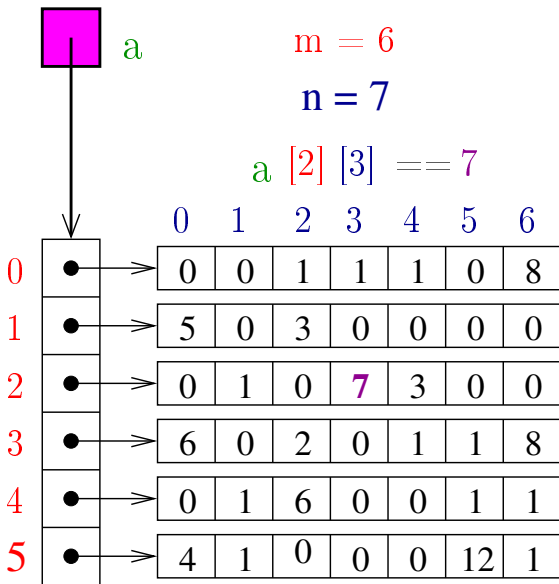 a
m = 6
n = 7
a [2] [3] == 7
0 1 2 3 4 5 6
0 0 0 1 1 1 0 8
1 5 0 3 0 0 0 0
2 0 1 0 7 3 0 0
3 6 0 2 0 1 1 8
4 0 1 6 0 0 1 1
5 4 1 0 0 0 12 1